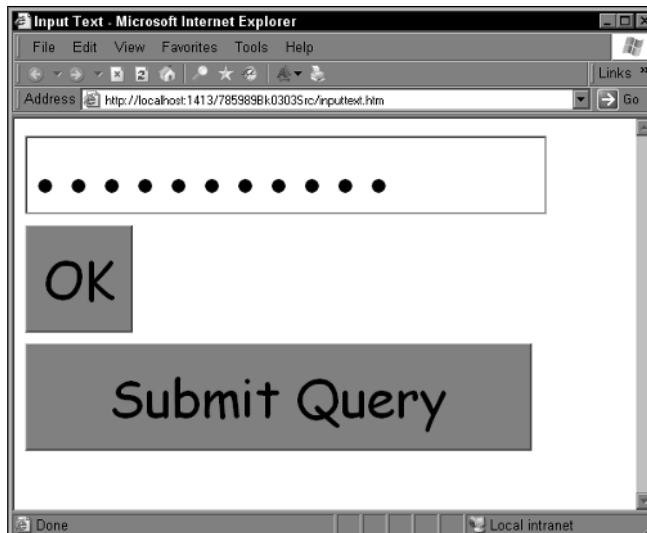 Input Text - Microsoft Internet Explorer
File Edit View Favorites Tools Help
Links »
Address http://localhost:1413/785989Bk0303Src/inputtext.htm Go
● ● ● ● ● ● ● ● ● ● ●
OK
Submit Query
Done Local intranet